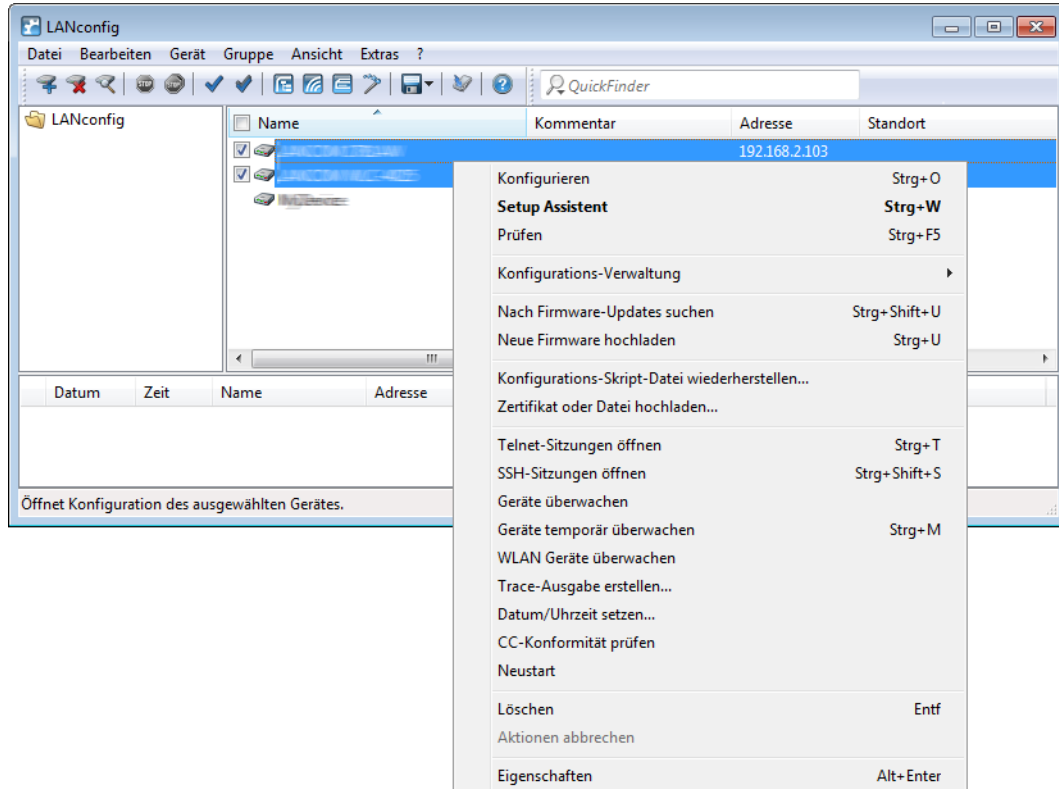 LANconfig
Datei Bearbeiten Gerät Gruppe Ansicht Extras ?
QuickFinder
LANconfig
Name Kommentar Adresse Standort
192.168.2.103
Konfigurieren Strg+O
Setup Assistent Strg+W
Prüfen Strg+F5
Konfigurations-Verwaltung
Nach Firmware-Updates suchen Strg+Shift+U
Neue Firmware hochladen Strg+U
Konfigurations-Skript-Datei wiederherstellen...
Zertifikat oder Datei hochladen...
Telnet-Sitzungen öffnen Strg+T
SSH-Sitzungen öffnen Strg+Shift+S
Geräte überwachen
Geräte temporär überwachen Strg+M
WLAN Geräte überwachen
Trace-Ausgabe erstellen...
Datum/Uhrzeit setzen...
CC-Konformität prüfen
Neustart
Löschen Entf
Aktionen abbrechen
Eigenschaften Alt+Enter
Datum Zeit Name Adresse
Öffnet Konfiguration des ausgewählten Gerätes.